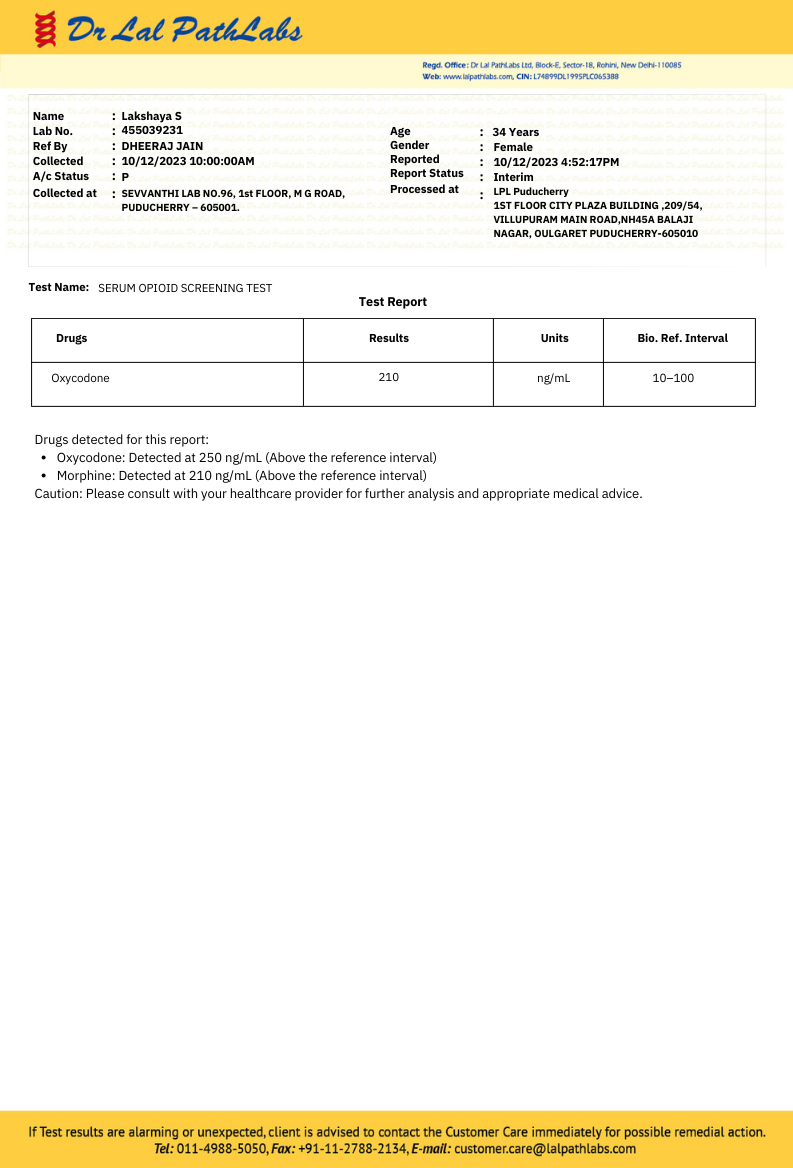 Dr Lal PathLabs
Regd. Office: Dr Lal PathLabs Ltd, Block-E, Sector-18, Rohini, New Delhi-110085
Web: www.lalpathlabs.com, CIN: L74899DL1995PLC065388
Name : Lakshaya S
Lab No. : 455039231
Ref By : DHEERAJ JAIN
Collected : 10/12/2023 10:00:00AM
A/c Status : P
Collected at : SEVVANTHI LAB NO.96, 1st FLOOR, M G ROAD,
PUDUCHERRY – 605001.
Age : 34 Years
Gender : Female
Reported : 10/12/2023 4:52:17PM
Report Status : Interim
Processed at : LPL Puducherry
1ST FLOOR CITY PLAZA BUILDING ,209/54,
VILLUPURAM MAIN ROAD,NH45A BALAJI
NAGAR, OULGARET PUDUCHERRY-605010
Test Name: SERUM OPIOID SCREENING TEST
Test Report
Drugs Results Units Bio. Ref. Interval
Oxycodone 210 ng/mL 10–100
Drugs detected for this report:
• Oxycodone: Detected at 250 ng/mL (Above the reference interval)
• Morphine: Detected at 210 ng/mL (Above the reference interval)
Caution: Please consult with your healthcare provider for further analysis and appropriate medical advice.
If Test results are alarming or unexpected, client is advised to contact the Customer Care immediately for possible remedial action.
Tel: 011-4988-5050, Fax: +91-11-2788-2134, E-mail: customer.care@lalpathlabs.com